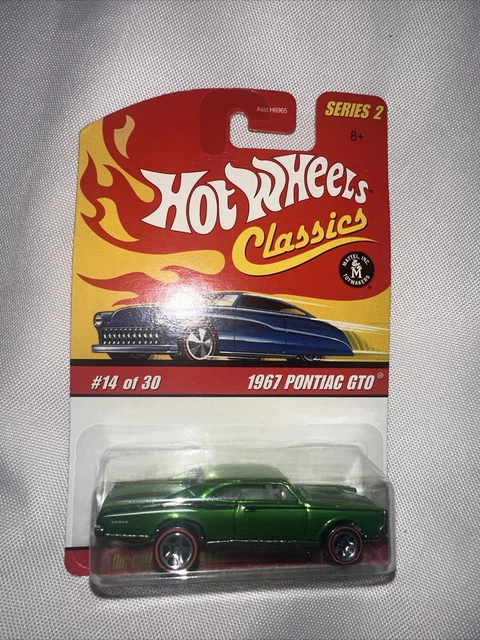 Asst.H6965
SERIES 2
8+
HOT WHEELS
Classics
MATTEL, INC.
M
TOYMAKERS
#14 of 30
1967 PONTIAC GTO®